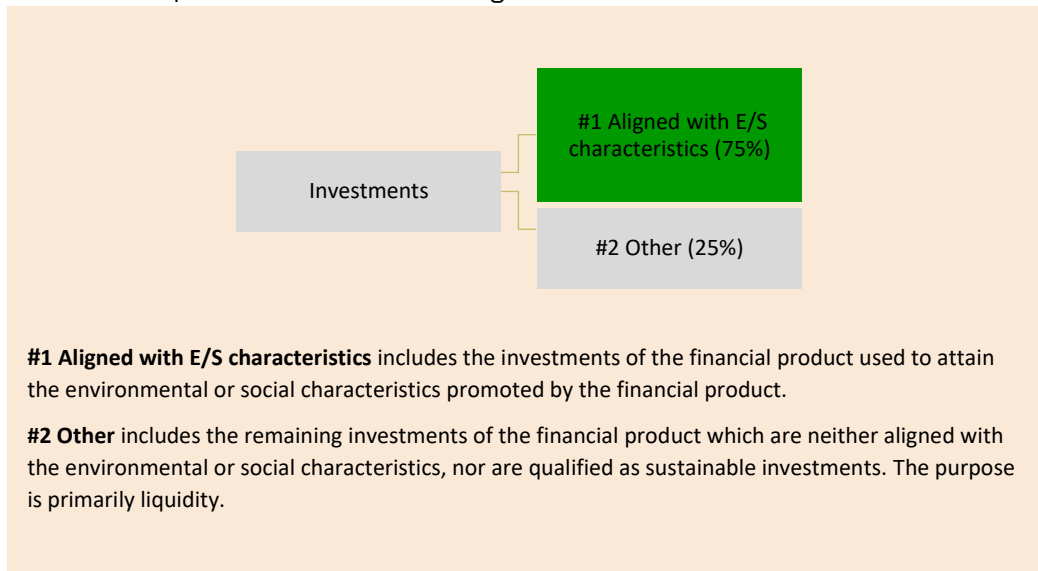 #1 Aligned with E/S
characteristics (75%)
Investments
#2 Other (25%)
#1 Aligned with E/S characteristics includes the investments of the financial product used to attain
the environmental or social characteristics promoted by the financial product.
#2 Other includes the remaining investments of the financial product which are neither aligned with
the environmental or social characteristics, nor are qualified as sustainable investments. The purpose
is primarily liquidity.